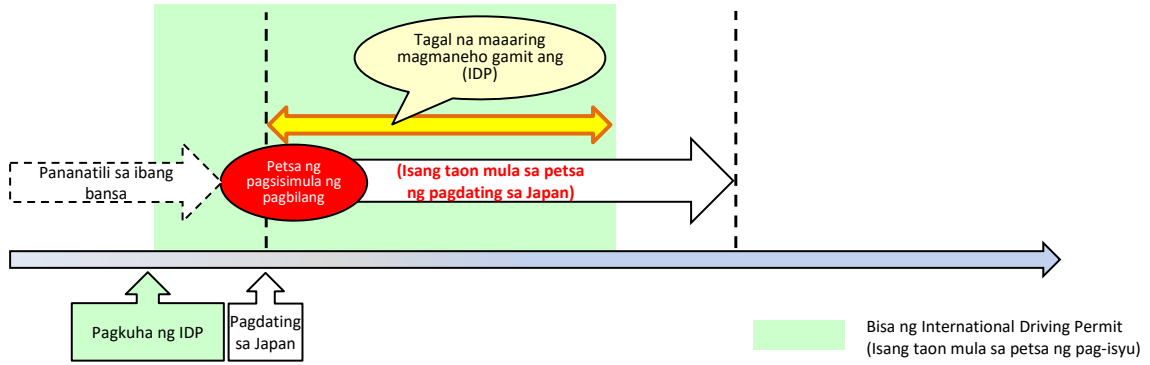 Tagal na maaaring
magmaneho gamit ang
(IDP)
Pananatili sa ibang
bansa
Petsa ng
pagsisimula ng
pagbilang
(Isang taon mula sa petsa
ng pagdating sa Japan)
Pagkuha ng IDP
Pagdating
sa Japan
Bisa ng International Driving Permit
(Isang taon mula sa petsa ng pag-isyu)